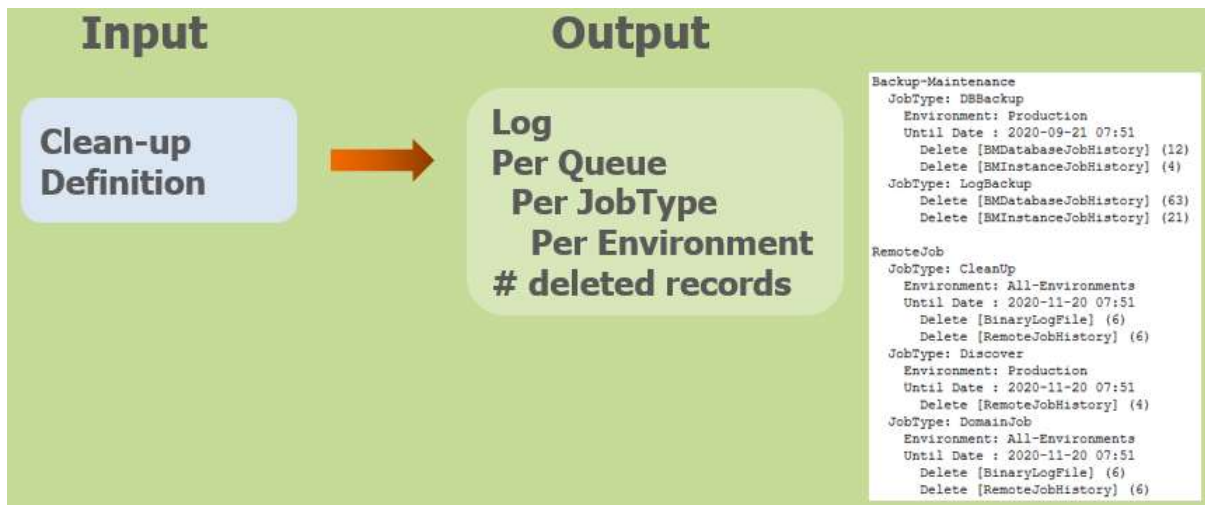 Input
Output
Clean-up
Definition
Log
Per Queue
Per JobType
Per Environment
# deleted records
Backup-Maintenance
JobType: DBBackup
Environment: Production
Until Date : 2020-09-21 07:51
Delete [BMDatabaseJobHistory] (12)
Delete [BMInstanceJobHistory] (4)
JobType: LogBackup
Delete [BMDatabaseJobHistory] (63)
Delete [BMInstanceJobHistory] (21)
RemoteJob
JobType: CleanUp
Environment: All-Environments
Until Date : 2020-11-20 07:51
Delete [BinaryLogFile] (6)
Delete [RemoteJobHistory] (6)
JobType: Discover
Environment: Production
Until Date : 2020-11-20 07:51
Delete [RemoteJobHistory] (4)
JobType: DomainJob
Environment: All-Environments
Until Date : 2020-11-20 07:51
Delete [BinaryLogFile] (6)
Delete [RemoteJobHistory] (6)